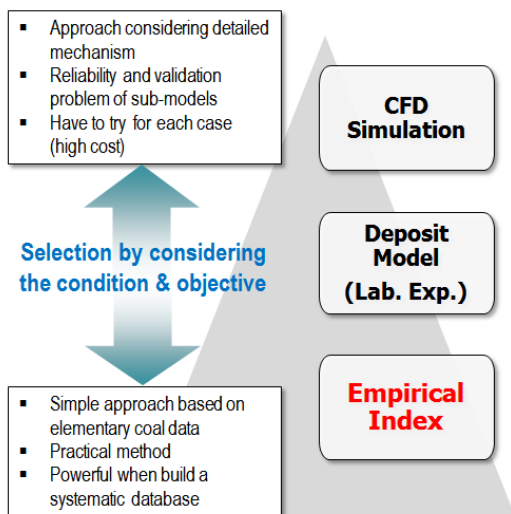 ▪ Approach considering detailed
mechanism
▪ Reliability and validation
problem of sub-models
▪ Have to try for each case
(high cost)
CFD
Simulation
Selection by considering
the condition & objective
Deposit
Model
(Lab. Exp.)
▪ Simple approach based on
elementary coal data
▪ Practical method
▪ Powerful when build a
systematic database
Empirical
Index